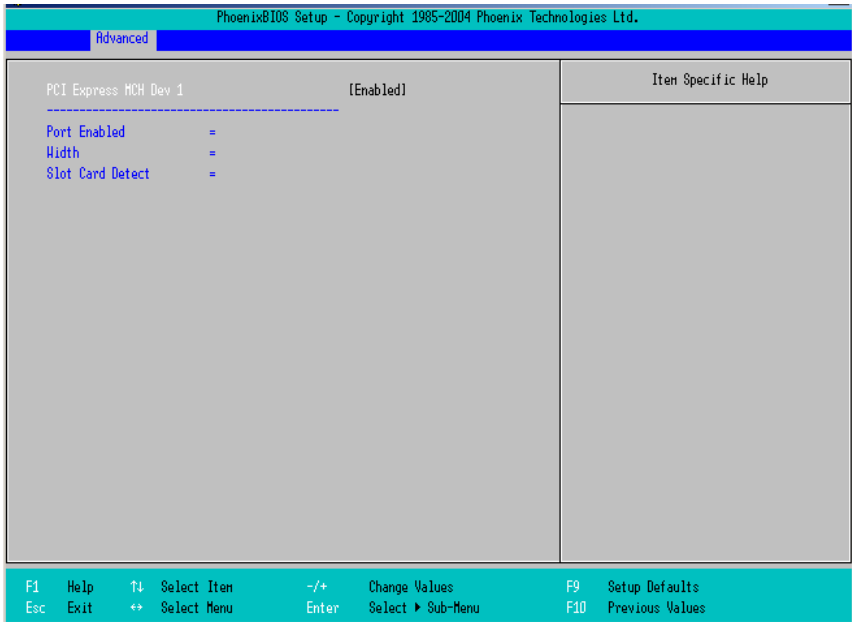 PhoenixBIOS Setup - Copyright 1985-2004 Phoenix Technologies Ltd.
Advanced
PCI Express MCH Dev 1 [Enabled]
--------------------------------------------
Port Enabled =
Width =
Slot Card Detect =
Item Specific Help
F1 Help ↑↓ Select Item -/+ Change Values F9 Setup Defaults
Esc Exit ↔ Select Menu Enter Select ▶ Sub-Menu F10 Previous Values